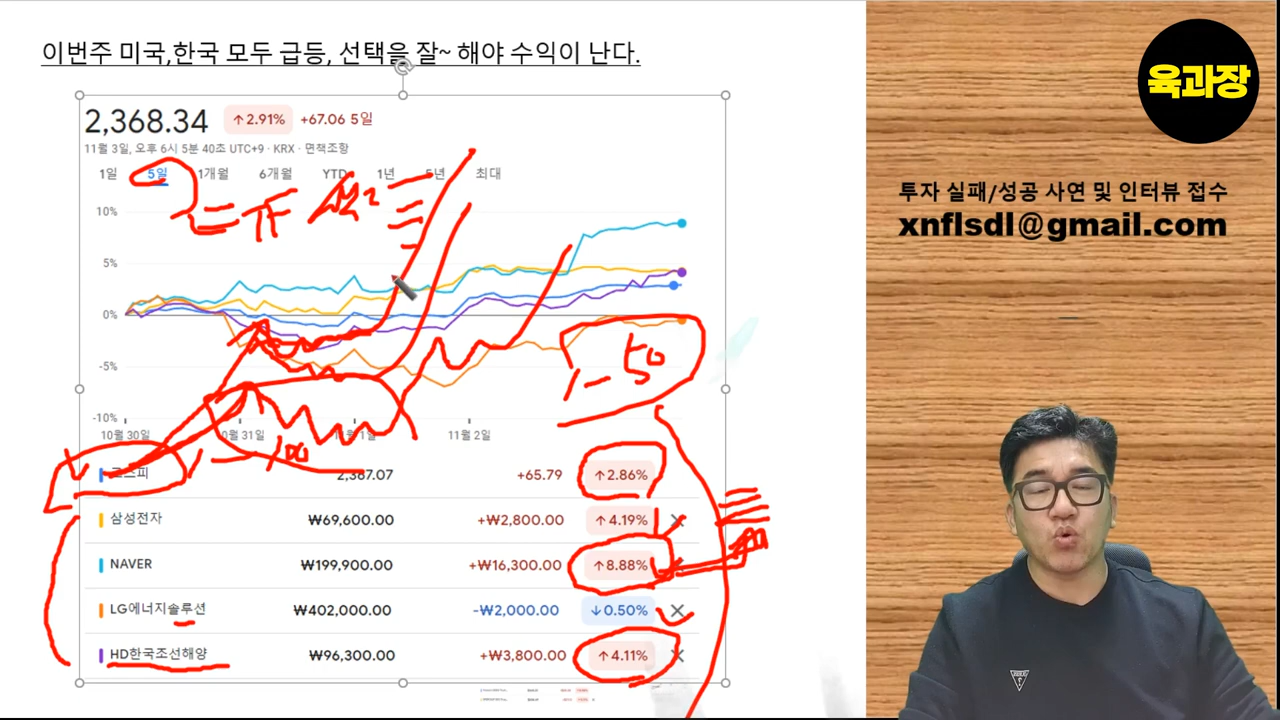 이번주 미국,한국 모두 급등, 선택을 잘~ 해야 수익이 난다.
육과장
2,368.34 ↑2.91% +67.06 5일
11월 3일, 오후 6시 5분 40초 UTC+9 · KRX · 면책조항
1일 5일 1개월 6개월 YTD 1년 5년 최대
투자 실패/성공 사연 및 인터뷰 접수
xnflsdl@gmail.com
10%
5%
0%
-5%
-10%
1-50
100
10월 30일 10월 31일 11월 1일 11월 2일
코스피 2,367.07 +65.79 ↑2.86%
삼성전자 ₩69,600.00 +₩2,800.00 ↑4.19%
NAVER ₩199,900.00 +₩16,300.00 ↑8.88%
LG에너지솔루션 ₩402,000.00 -₩2,000.00 ↓0.50%
HD한국조선해양 ₩96,300.00 +₩3,800.00 ↑4.11%